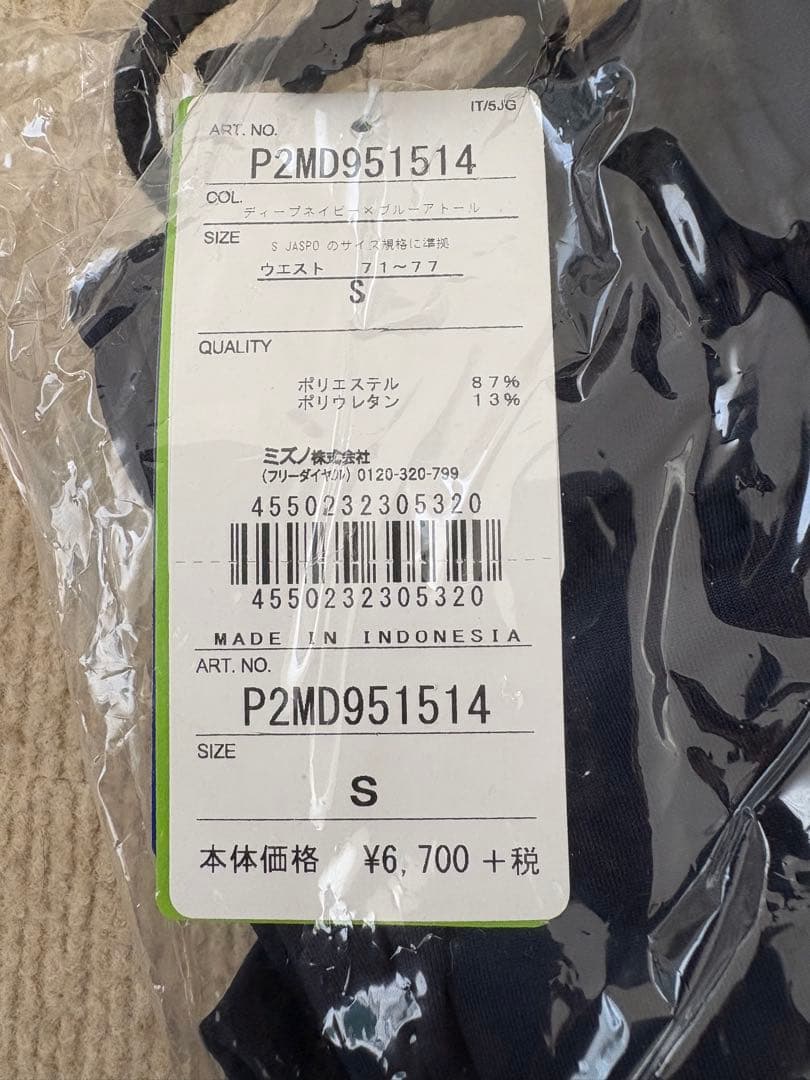 IT/5JG
ART. NO.
P2MD951514
COL.
ディープネイビー×ブルーアトール
SIZE
S JASPO のサイズ規格に準拠
ウエスト 71~77
S
QUALITY
ポリエステル 87%
ポリウレタン 13%
ミズノ株式会社
(フリーダイヤル) 0120-320-799
4550232305320
4550232305320
MADE IN INDONESIA
ART. NO.
P2MD951514
SIZE
S
本体価格 ¥6,700+税